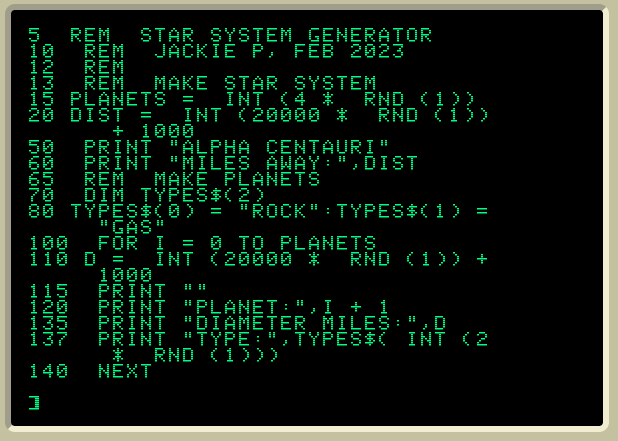 5  REM  STAR SYSTEM GENERATOR
10  REM  JACKIE P, FEB 2023
12  REM
13  REM  MAKE STAR SYSTEM
15 PLANETS =  INT (4 *  RND (1))
20 DIST =  INT (20000 *  RND (1))
+ 1000
50  PRINT "ALPHA CENTAURI"
60  PRINT "MILES AWAY:",DIST
65  REM  MAKE PLANETS
70  DIM TYPES$(2)
80 TYPES$(0) = "ROCK":TYPES$(1) =
"GAS"
100  FOR I = 0 TO PLANETS
110 D =  INT (20000 *  RND (1)) +
1000
115  PRINT ""
120  PRINT "PLANET:",I + 1
135  PRINT "DIAMETER MILES:",D
137  PRINT "TYPE:",TYPES$( INT (2
*  RND (1)))
140  NEXT
]